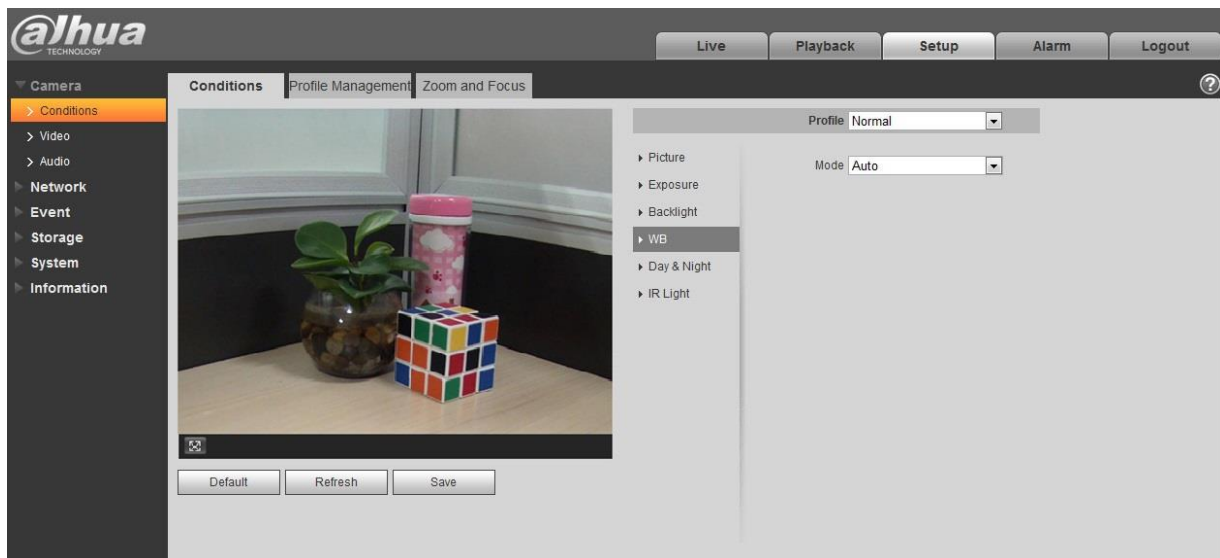 alhua
TECHNOLOGY
Live
Playback
Setup
Alarm
Logout
Camera
Conditions
Video
Audio
Network
Event
Storage
System
Information
Conditions
Profile Management
Zoom and Focus
?
Default
Refresh
Save
Profile Normal
Picture
Exposure
Backlight
WB
Day & Night
IR Light
Mode Auto